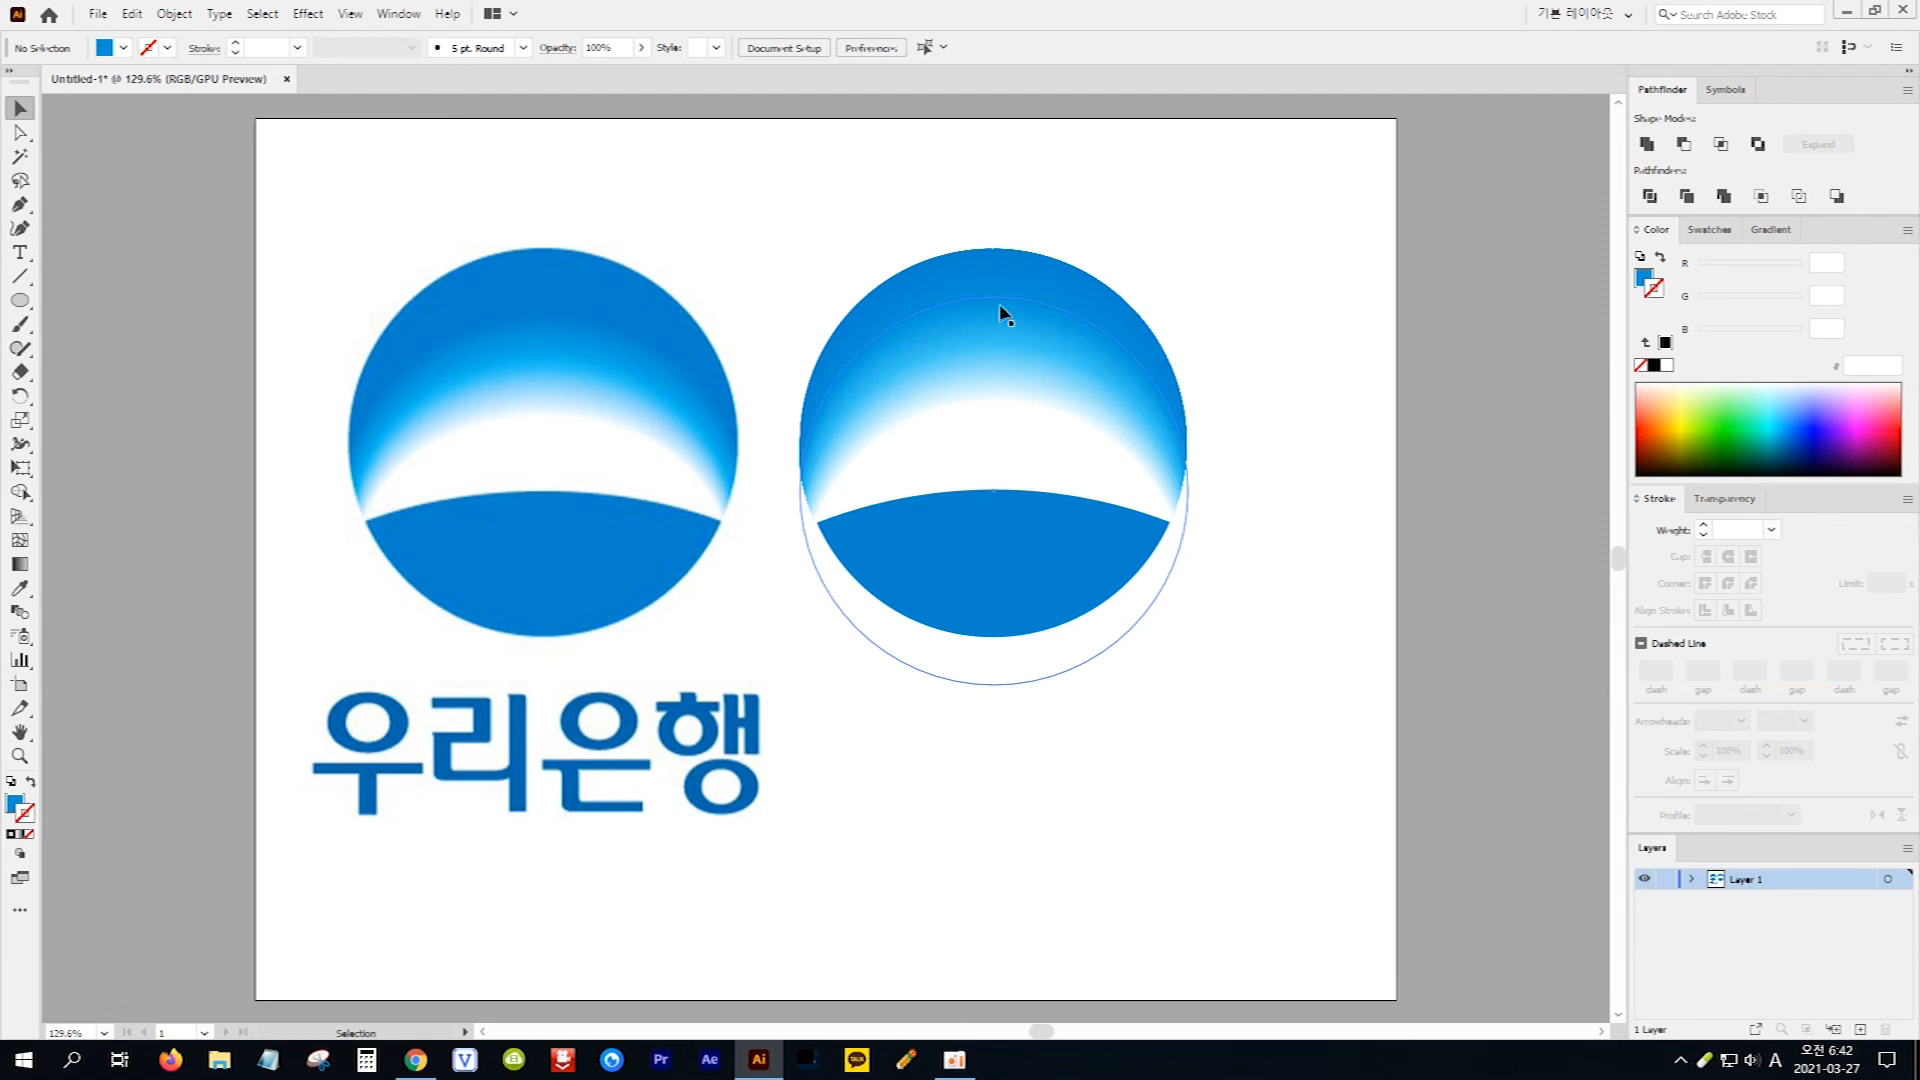 File Edit Object Type Select Effect View Window Help
기본 레이아웃
Search Adobe Stock
No Selection
Stroke:
5 pt. Round
Opacity: 100%
Style:
Document Setup
Preferences
Untitled-1* @ 129.6% (RGB/GPU Preview)
Pathfinder Symbols
Shape Modes:
Expand
Pathfinders:
Color Swatches Gradient
R
G
B
#
Stroke Transparency
Weight:
Cap:
Corner: Limit: x
Align Stroke:
Dashed Line
dash gap dash gap dash gap
Arrowheads:
Scale: 100% 100%
Align:
Profile:
우리은행
Layers
Layer 1
1 Layer
129.6% 1 Selection
Pr Ae Ai
TALK
A
오전 6:42
2021-03-27